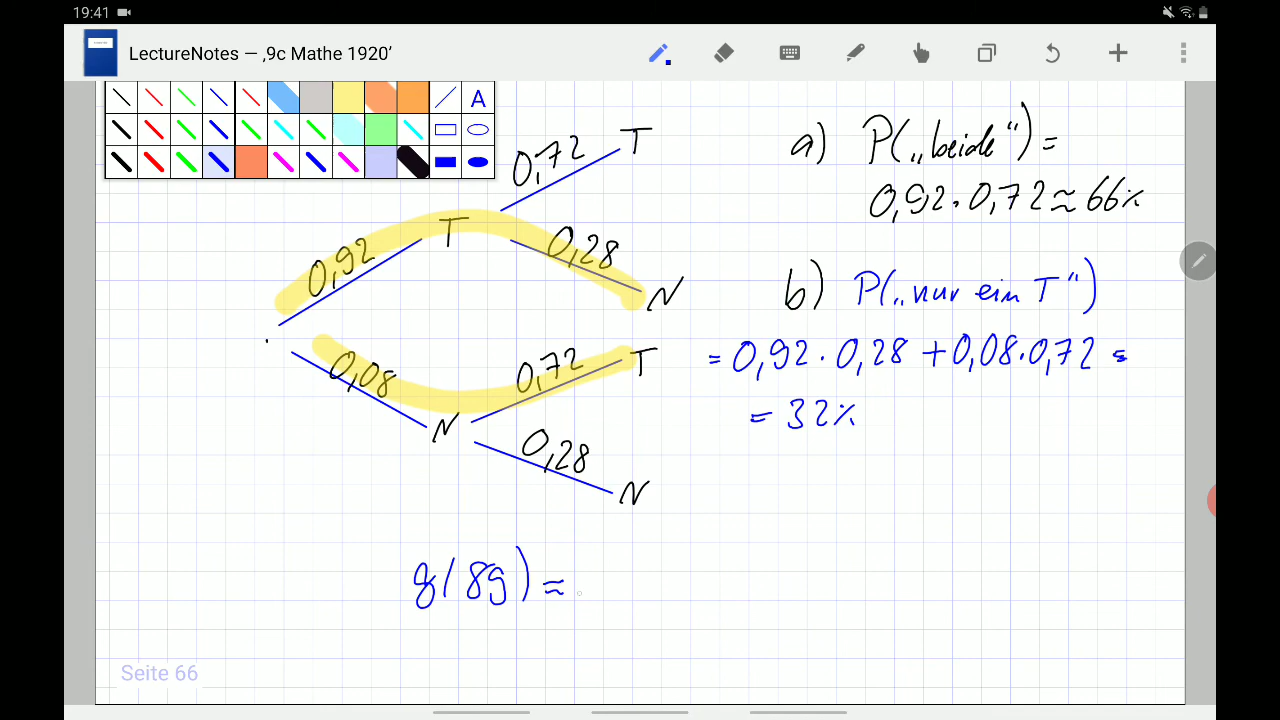 19:41
LectureNotes — ‚9c Mathe 1920’
A
0,72
T
0,92
T
0,28
N
0,08
N
0,72
T
0,28
N
a) P(„beide“) =
0,92 · 0,72 ≈ 66%
b) P(„nur ein T“)
= 0,92 · 0,28 + 0,08 · 0,72 =
= 32%
(89) ≈
Seite 66